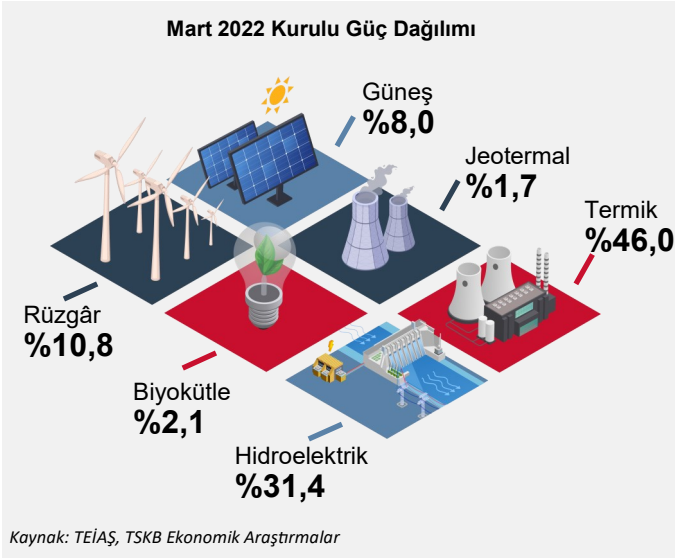 Mart 2022 Kurulu Güç Dağılımı
Güneş
%8,0
Jeotermal
%1,7
Termik
%46,0
Rüzgâr
%10,8
Biyokütle
%2,1
Hidroelektrik
%31,4
Kaynak: TEİAŞ, TSKB Ekonomik Araştırmalar